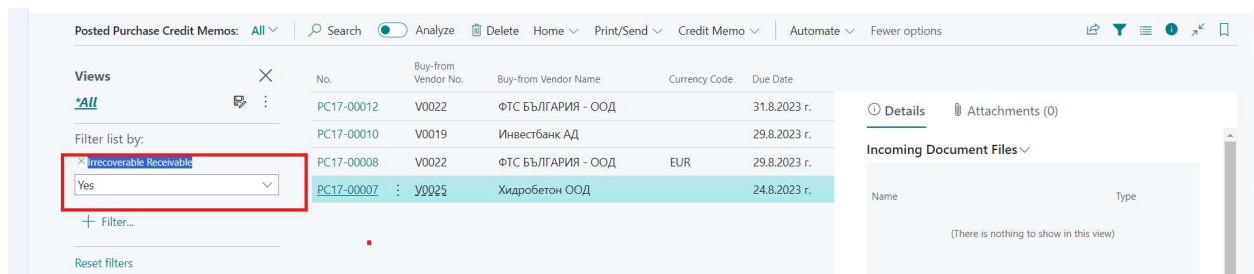 Posted Purchase Credit Memos: All Search Analyze Delete Home Print/Send Credit Memo Automate Fewer options
Views
*All
Filter list by:
× Irrecoverable Receivable
Yes
+ Filter...
Reset filters
No. Buy-from Vendor No. Buy-from Vendor Name Currency Code Due Date
PC17-00012 V0022 ФТС БЪЛГАРИЯ - ООД 31.8.2023 г.
PC17-00010 V0019 Инвестбанк АД 29.8.2023 г.
PC17-00008 V0022 ФТС БЪЛГАРИЯ - ООД EUR 29.8.2023 г.
PC17-00007 V0025 Хидробетон ООД 24.8.2023 г.
Details Attachments (0)
Incoming Document Files
Name Type
(There is nothing to show in this view)